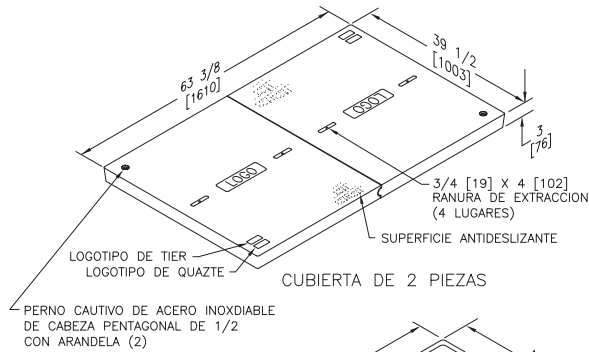 63 3/8
[1610]
39 1/2
[1003]
3
[76]
LOGO
LOGO
3/4 [19] X 4 [102]
RANURA DE EXTRACCION
(4 LUGARES)
SUPERFICIE ANTIDESLIZANTE
LOGOTIPO DE TIER
LOGOTIPO DE QUAZTE
CUBIERTA DE 2 PIEZAS
PERNO CAUTIVO DE ACERO INOXDIABLE
DE CABEZA PENTAGONAL DE 1/2
CON ARANDELA (2)